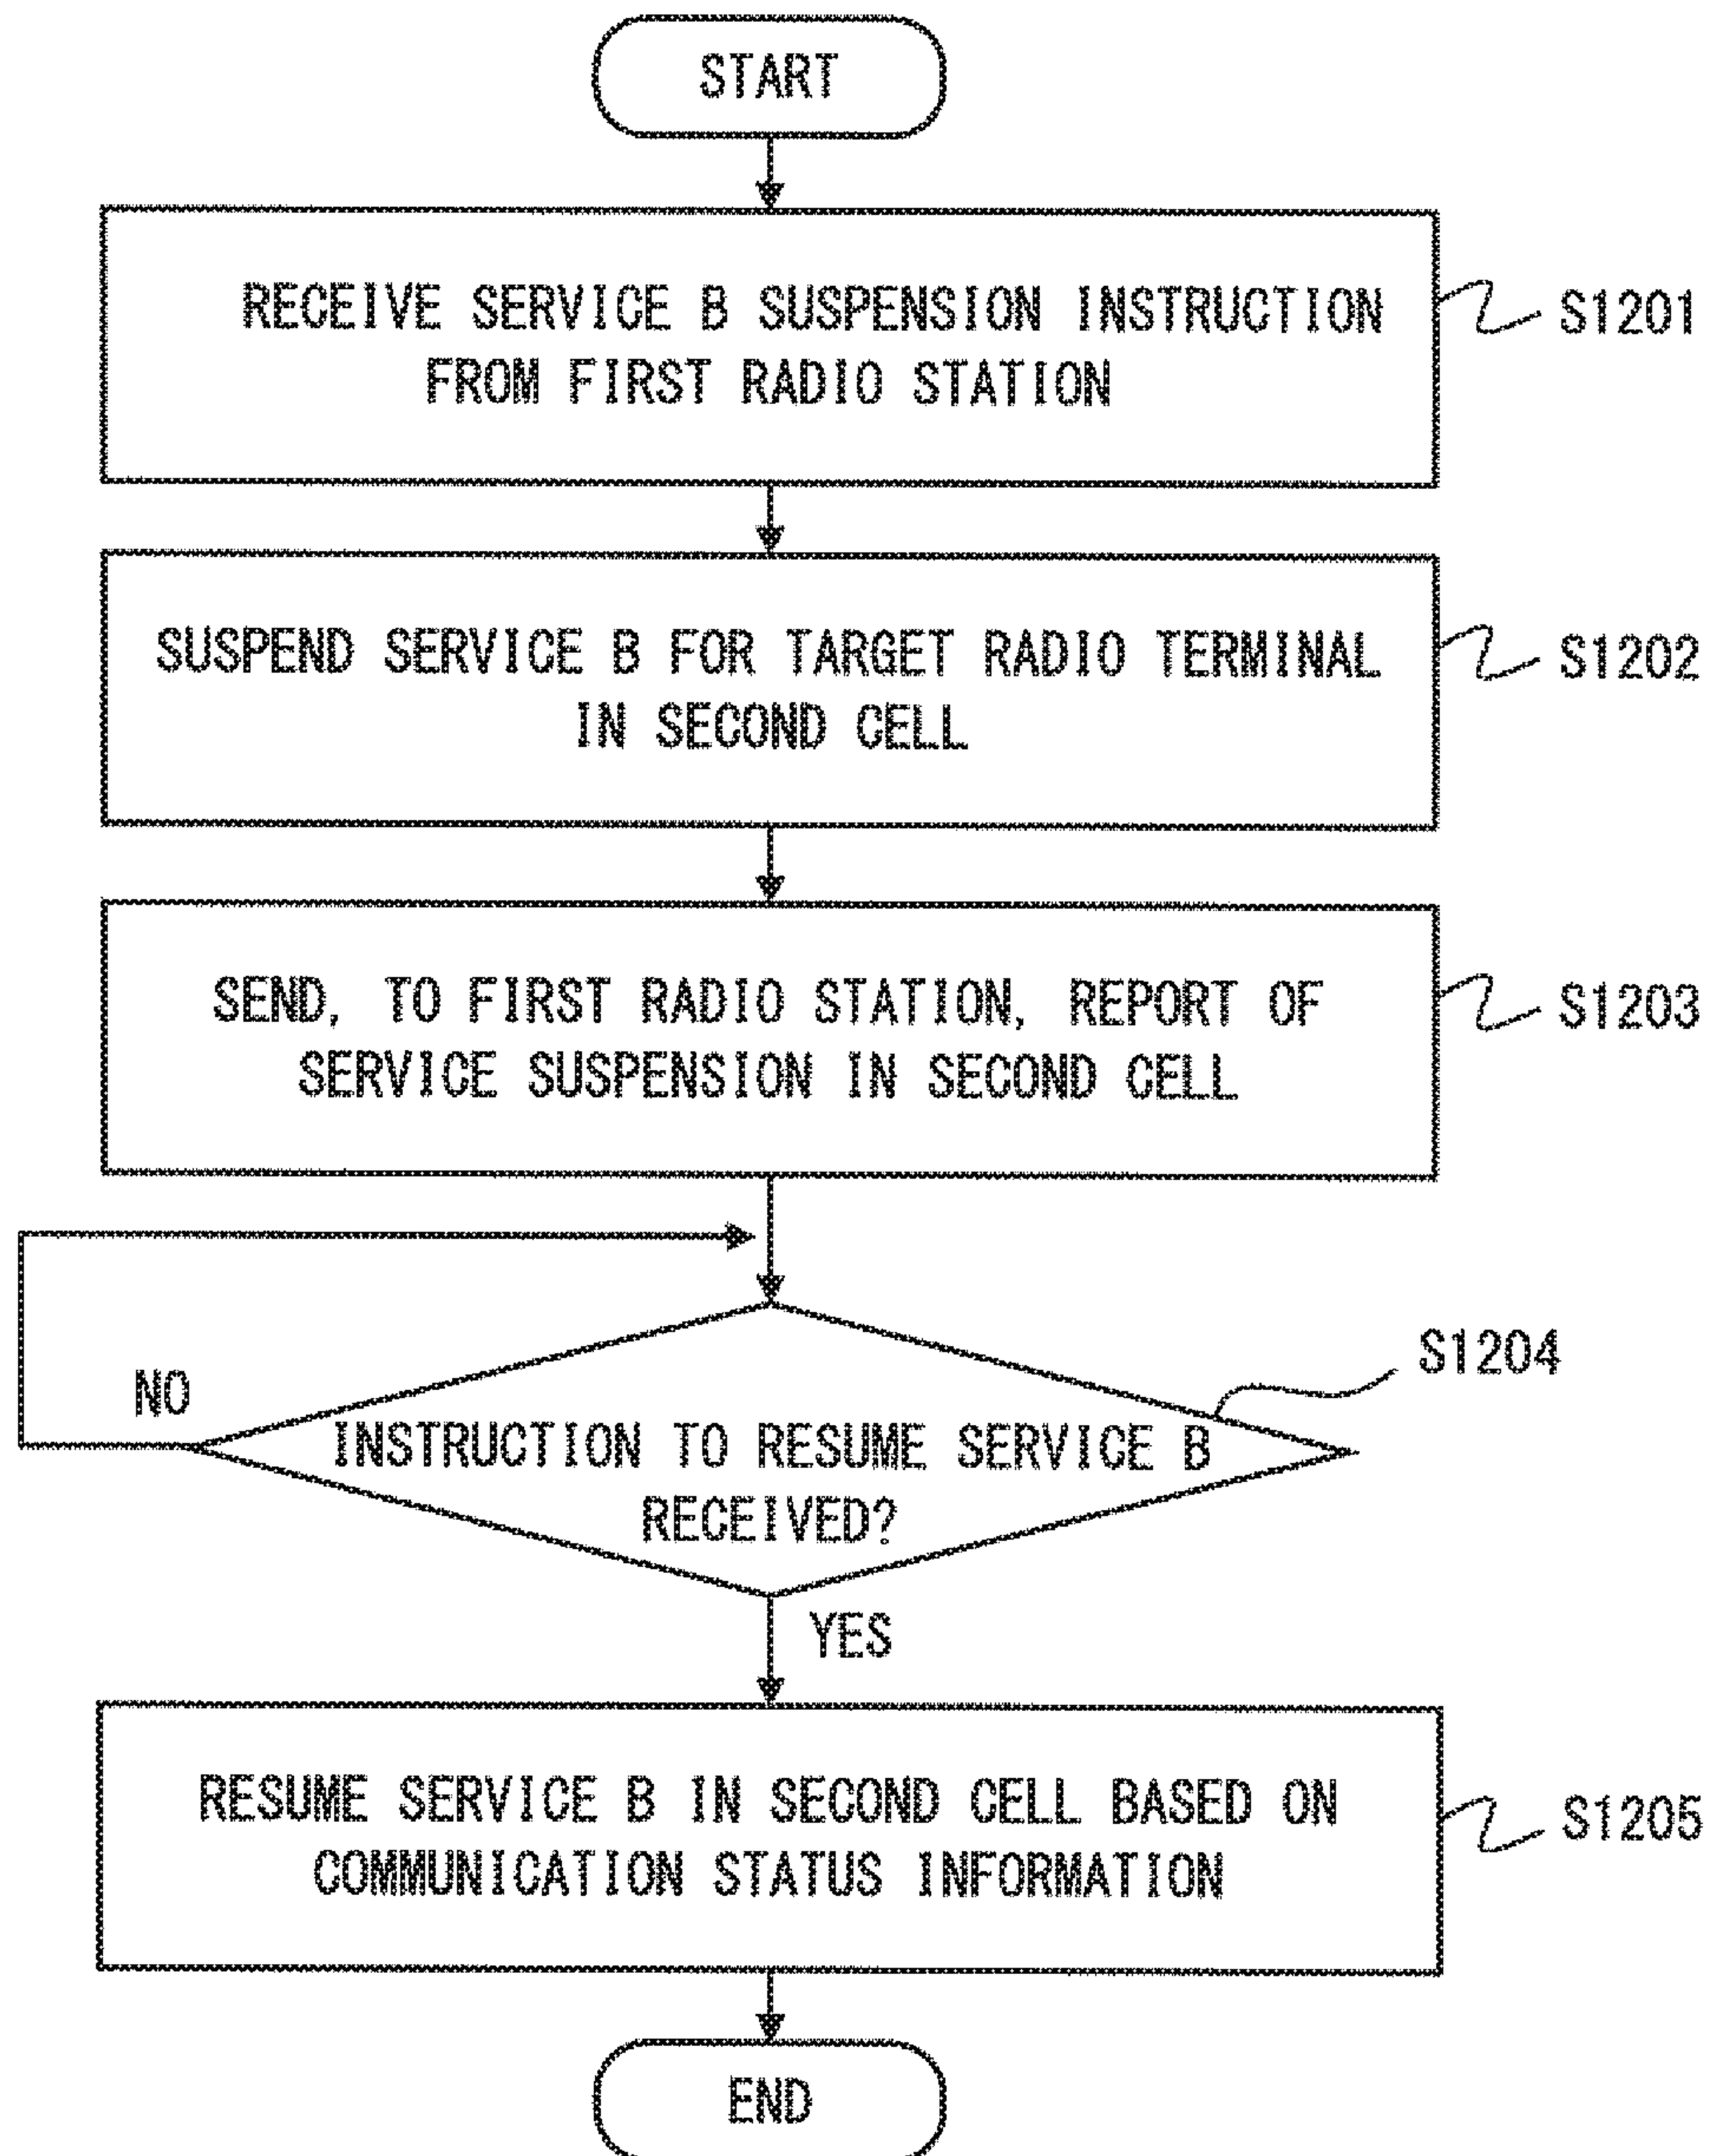 START
RECEIVE SERVICE B SUSPENSION INSTRUCTION
FROM FIRST RADIO STATION
S1201
SUSPEND SERVICE B FOR TARGET RADIO TERMINAL
IN SECOND CELL
S1202
SEND, TO FIRST RADIO STATION, REPORT OF
SERVICE SUSPENSION IN SECOND CELL
S1203
S1204
NO
INSTRUCTION TO RESUME SERVICE B
RECEIVED?
YES
RESUME SERVICE B IN SECOND CELL BASED ON
COMMUNICATION STATUS INFORMATION
S1205
END